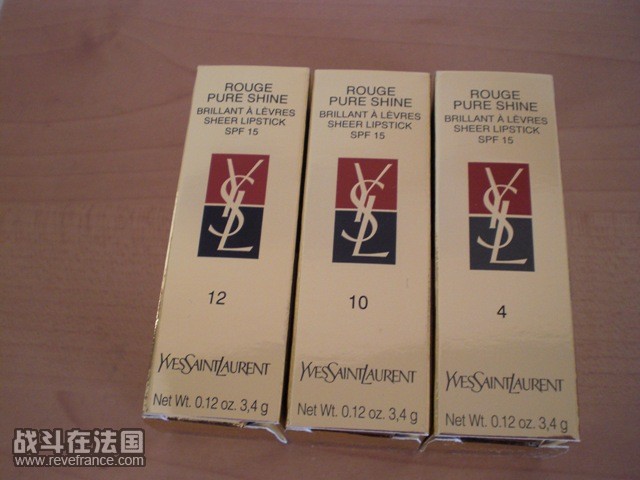 ROUGE
PURE SHINE
BRILLANT À LÈVRES
SHEER LIPSTICK
SPF 15
YSL
12
YVESSAINTLAURENT
Net Wt. 0.12 oz. 3,4 g
ROUGE
PURE SHINE
BRILLANT À LÈVRES
SHEER LIPSTICK
SPF 15
YSL
10
YVESSAINTLAURENT
Net Wt. 0.12 oz. 3,4 g
ROUGE
PURE SHINE
BRILLANT À LÈVRES
SHEER LIPSTICK
SPF 15
YSL
4
YVESSAINTLAURENT
Net Wt. 0.12 oz. 3,4 g
战斗在法国
www.revefrance.com